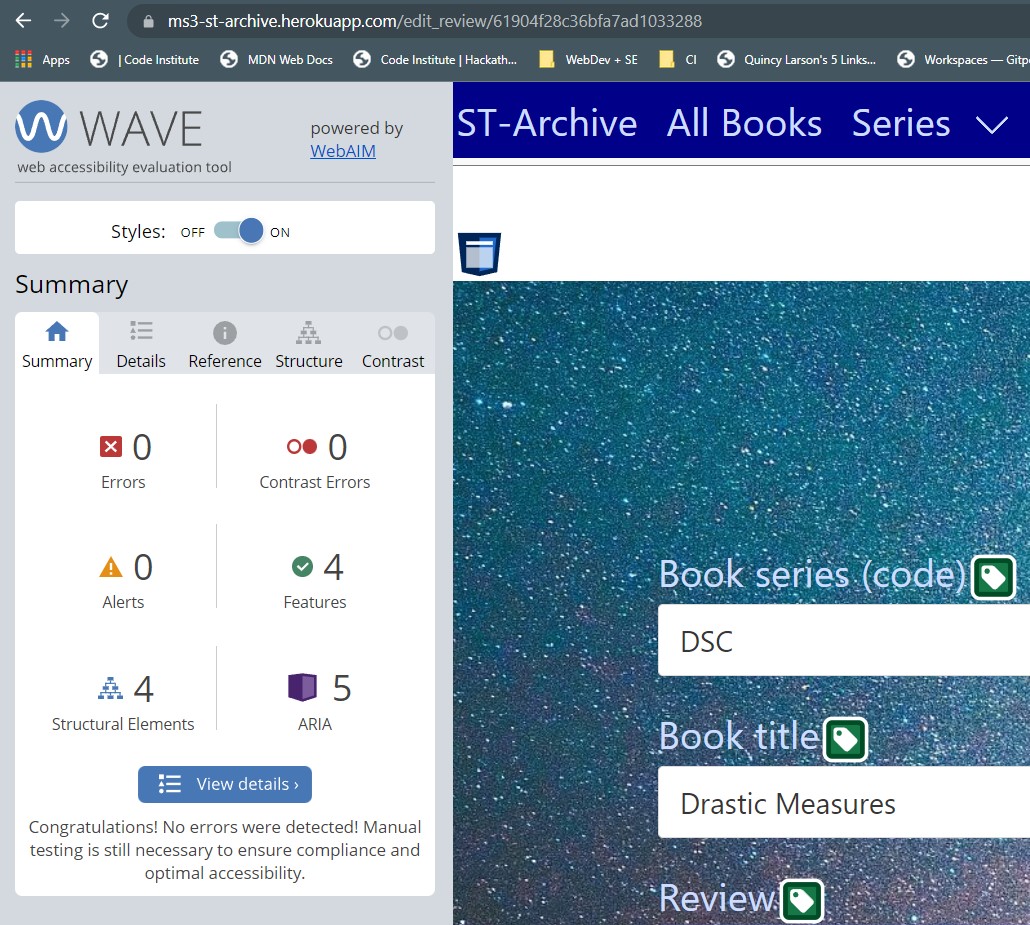 ms3-st-archive.herokuapp.com/edit_review/61904f28c36bfa7ad1033288
Apps | Code Institute MDN Web Docs Code Institute | Hackath... WebDev + SE CI Quincy Larson's 5 Links... Workspaces — Gitp
WAVE
powered by
WebAIM
web accessibility evaluation tool
Styles: OFF ON
Summary
Summary Details Reference Structure Contrast
0 0
Errors Contrast Errors
0 4
Alerts Features
4 5
Structural Elements ARIA
View details ›
Congratulations! No errors were detected! Manual
testing is still necessary to ensure compliance and
optimal accessibility.
ST-Archive All Books Series
Book series (code)
DSC
Book title
Drastic Measures
Review